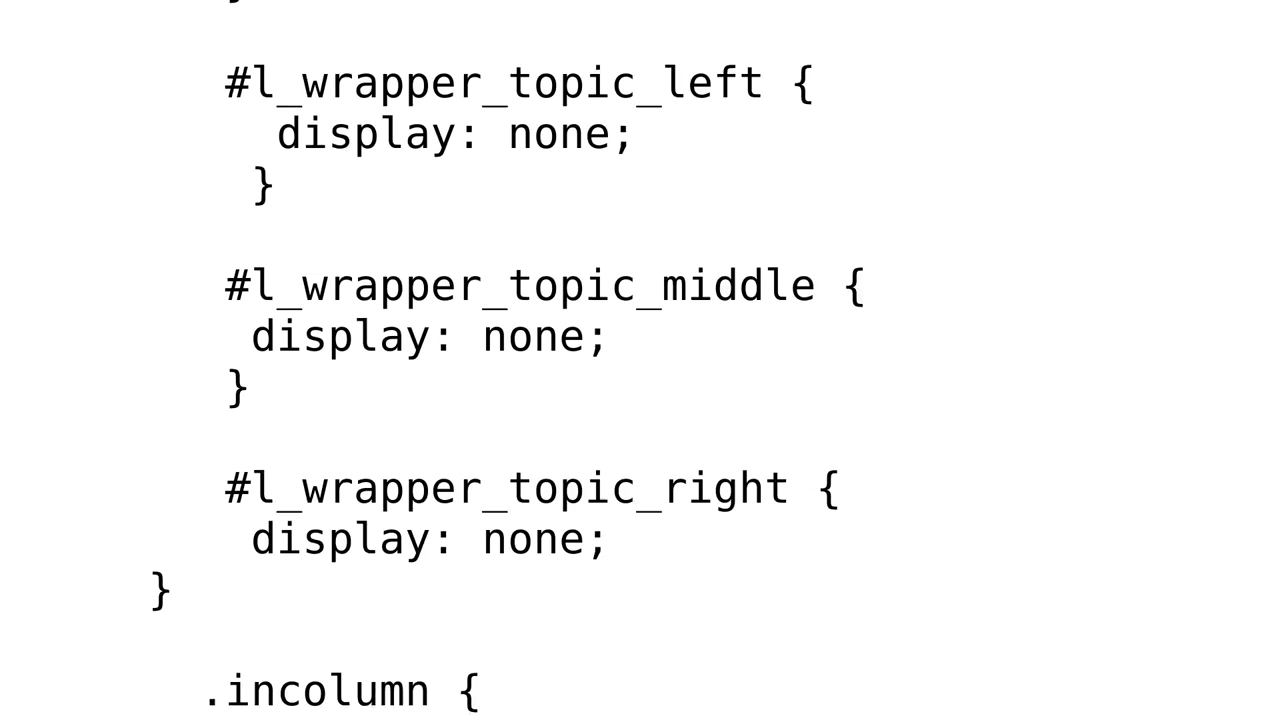 }
#l_wrapper_topic_left {
display: none;
}
#l_wrapper_topic_middle {
display: none;
}
#l_wrapper_topic_right {
display: none;
}
.incolumn {